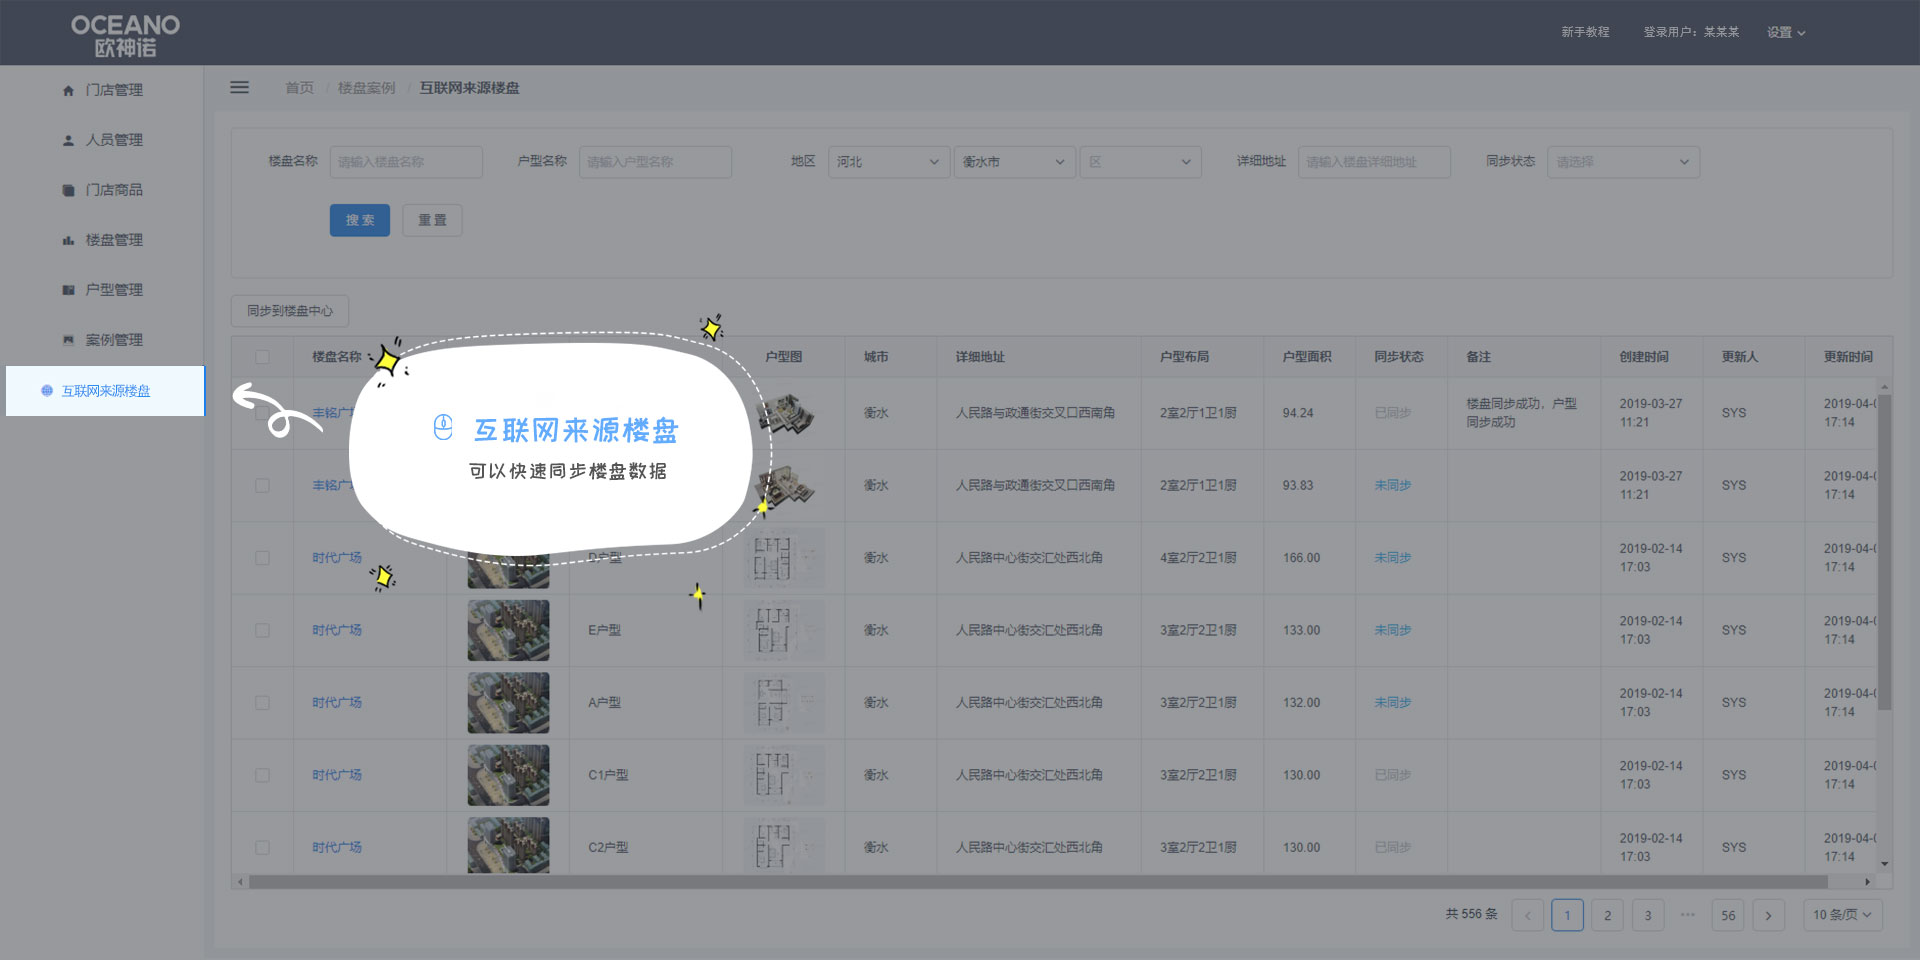 OCEANO
欧神诺
新手教程 登录用户：某某某 设置
门店管理
人员管理
门店商品
楼盘管理
户型管理
案例管理
互联网来源楼盘
首页 / 楼盘案例 / 互联网来源楼盘
楼盘名称 请输入楼盘名称 户型名称 请输入户型名称 地区 河北 衡水市 区 详细地址 请输入楼盘详细地址 同步状态 请选择
搜索 重置
同步到楼盘中心
互联网来源楼盘
可以快速同步楼盘数据
楼盘名称 户型图 城市 详细地址 户型布局 户型面积 同步状态 备注 创建时间 更新人 更新时间
丰铭广 衡水 人民路与政通街交叉口西南角 2室2厅1卫1厨 94.24 已同步 楼盘同步成功，户型同步成功 2019-03-27 11:21 SYS 2019-04-0 17:14
丰铭广 衡水 人民路与政通街交叉口西南角 2室2厅1卫1厨 93.83 未同步 2019-03-27 11:21 SYS 2019-04-0 17:14
时代广场 D户型 衡水 人民路中心街交汇处西北角 4室2厅2卫1厨 166.00 未同步 2019-02-14 17:03 SYS 2019-04-0 17:14
时代广场 E户型 衡水 人民路中心街交汇处西北角 3室2厅2卫1厨 133.00 未同步 2019-02-14 17:03 SYS 2019-04-0 17:14
时代广场 A户型 衡水 人民路中心街交汇处西北角 3室2厅2卫1厨 132.00 未同步 2019-02-14 17:03 SYS 2019-04-0 17:14
时代广场 C1户型 衡水 人民路中心街交汇处西北角 3室2厅2卫1厨 130.00 已同步 2019-02-14 17:03 SYS 2019-04-0 17:14
时代广场 C2户型 衡水 人民路中心街交汇处西北角 3室2厅2卫1厨 130.00 已同步 2019-02-14 17:03 SYS 2019-04-0 17:14
共 556 条 1 2 3 ••• 56 10 条/页